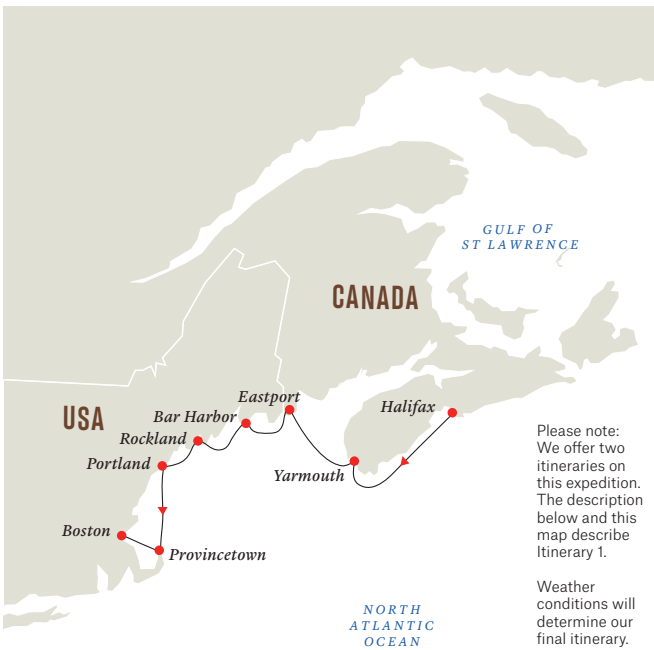 GULF OF
ST LAWRENCE
CANADA
USA
Eastport
Bar Harbor
Halifax
Rockland
Portland
Yarmouth
Boston
Provincetown
Please note:
We offer two
itineraries on
this expedition.
The description
below and this
map describe
Itinerary 1.
Weather
conditions will
determine our
final itinerary.
NORTH
ATLANTIC
OCEAN